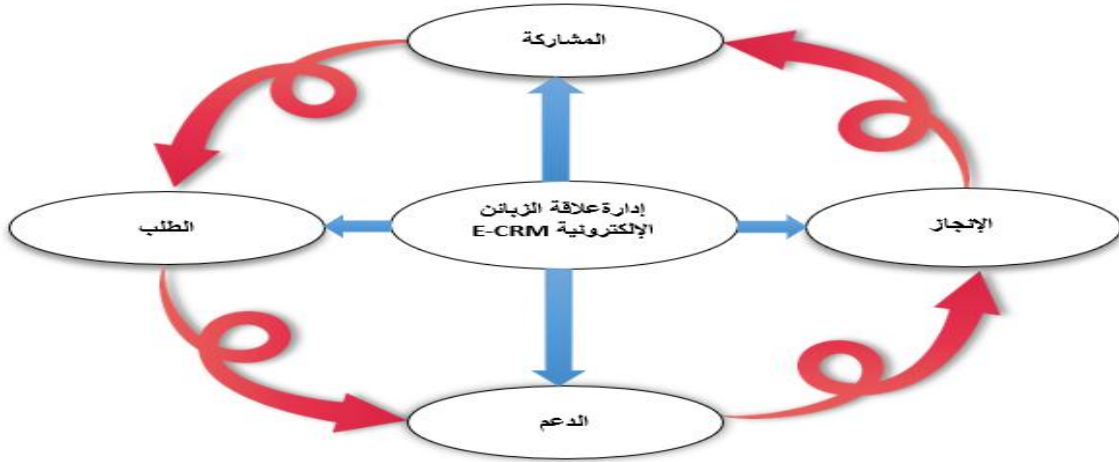 المشاركة
إدارة علاقة الزبائن
الإلكترونية E-CRM
الإنجاز
الطلب
الدعم